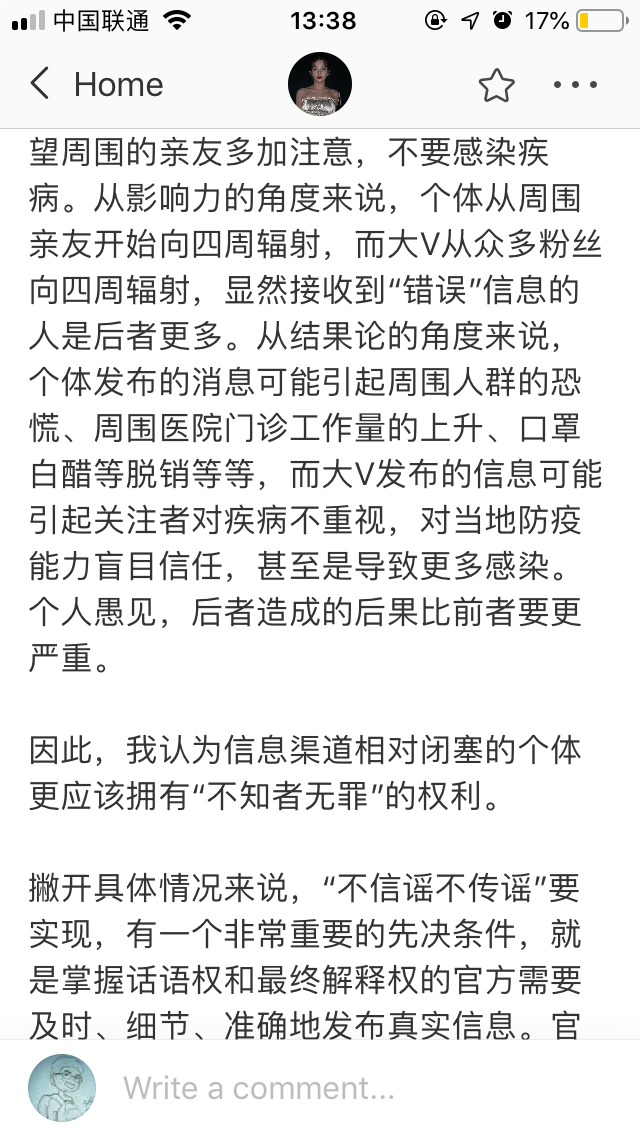 中国联通 13:38 17%
Home
望周围的亲友多加注意，不要感染疾
病。从影响力的角度来说，个体从周围
亲友开始向四周辐射，而大V从众多粉丝
向四周辐射，显然接收到“错误”信息的
人是后者更多。从结果论的角度来说，
个体发布的消息可能引起周围人群的恐
慌、周围医院门诊工作量的上升、口罩
白醋等脱销等等，而大V发布的信息可能
引起关注者对疾病不重视，对当地防疫
能力盲目信任，甚至是导致更多感染。
个人愚见，后者造成的后果比前者要更
严重。
因此，我认为信息渠道相对闭塞的个体
更应该拥有“不知者无罪”的权利。
撇开具体情况来说，“不信谣不传谣”要
实现，有一个非常重要的先决条件，就
是掌握话语权和最终解释权的官方需要
及时、细节、准确地发布真实信息。官
Write a comment...